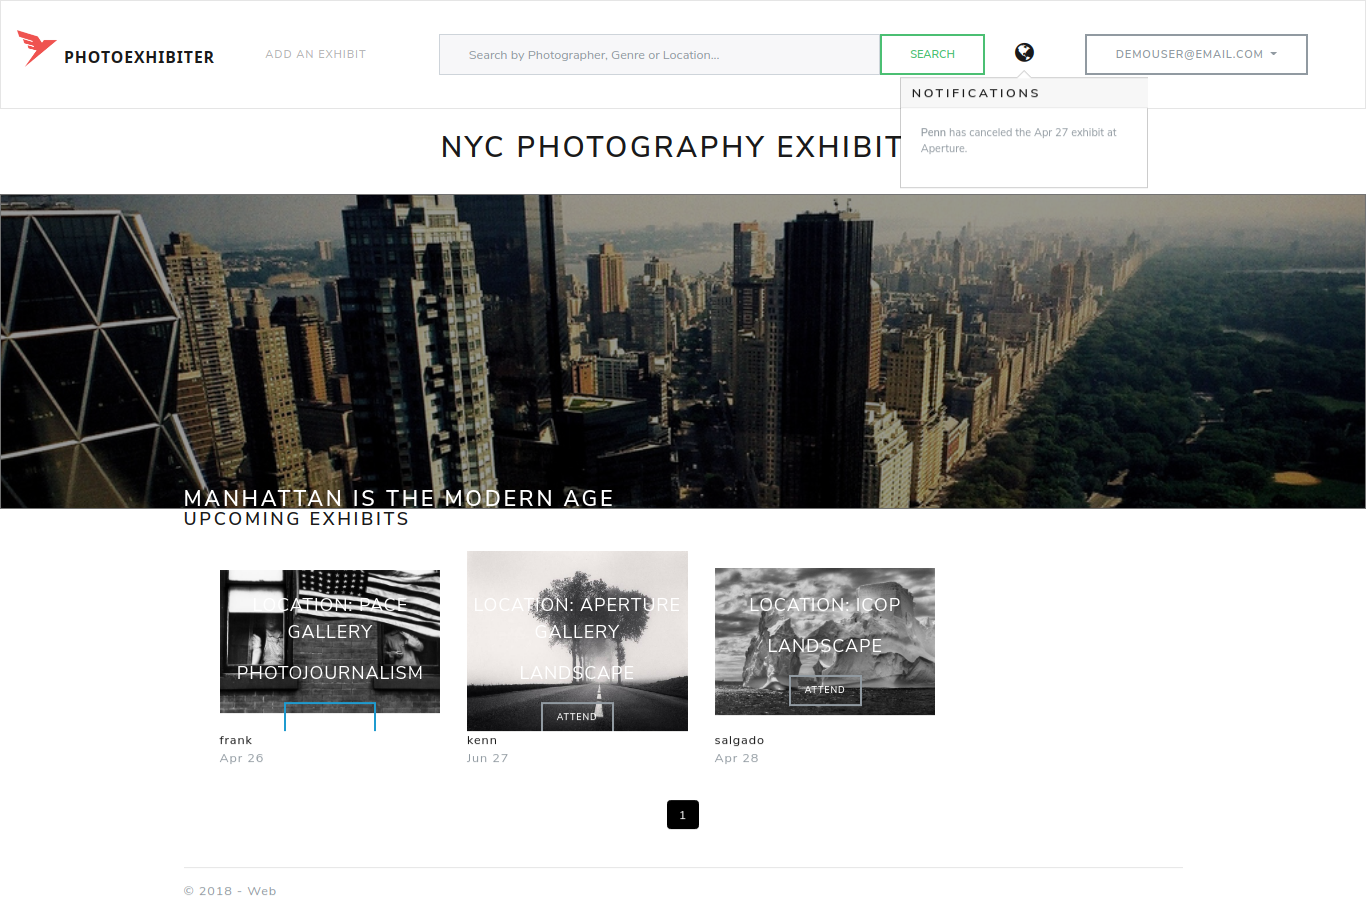 PHOTOEXHIBITER
ADD AN EXHIBIT
Search by Photographer, Genre or Location...
SEARCH
DEMOUSER@EMAIL.COM
NOTIFICATIONS
Penn has canceled the Apr 27 exhibit at
Aperture.
NYC PHOTOGRAPHY EXHIBIT
MANHATTAN IS THE MODERN AGE
UPCOMING EXHIBITS
LOCATION: PACE
GALLERY
PHOTOJOURNALISM
frank
Apr 26
LOCATION: APERTURE
GALLERY
LANDSCAPE
ATTEND
kenn
Jun 27
LOCATION: ICOP
LANDSCAPE
ATTEND
salgado
Apr 28
1
© 2018 - Web